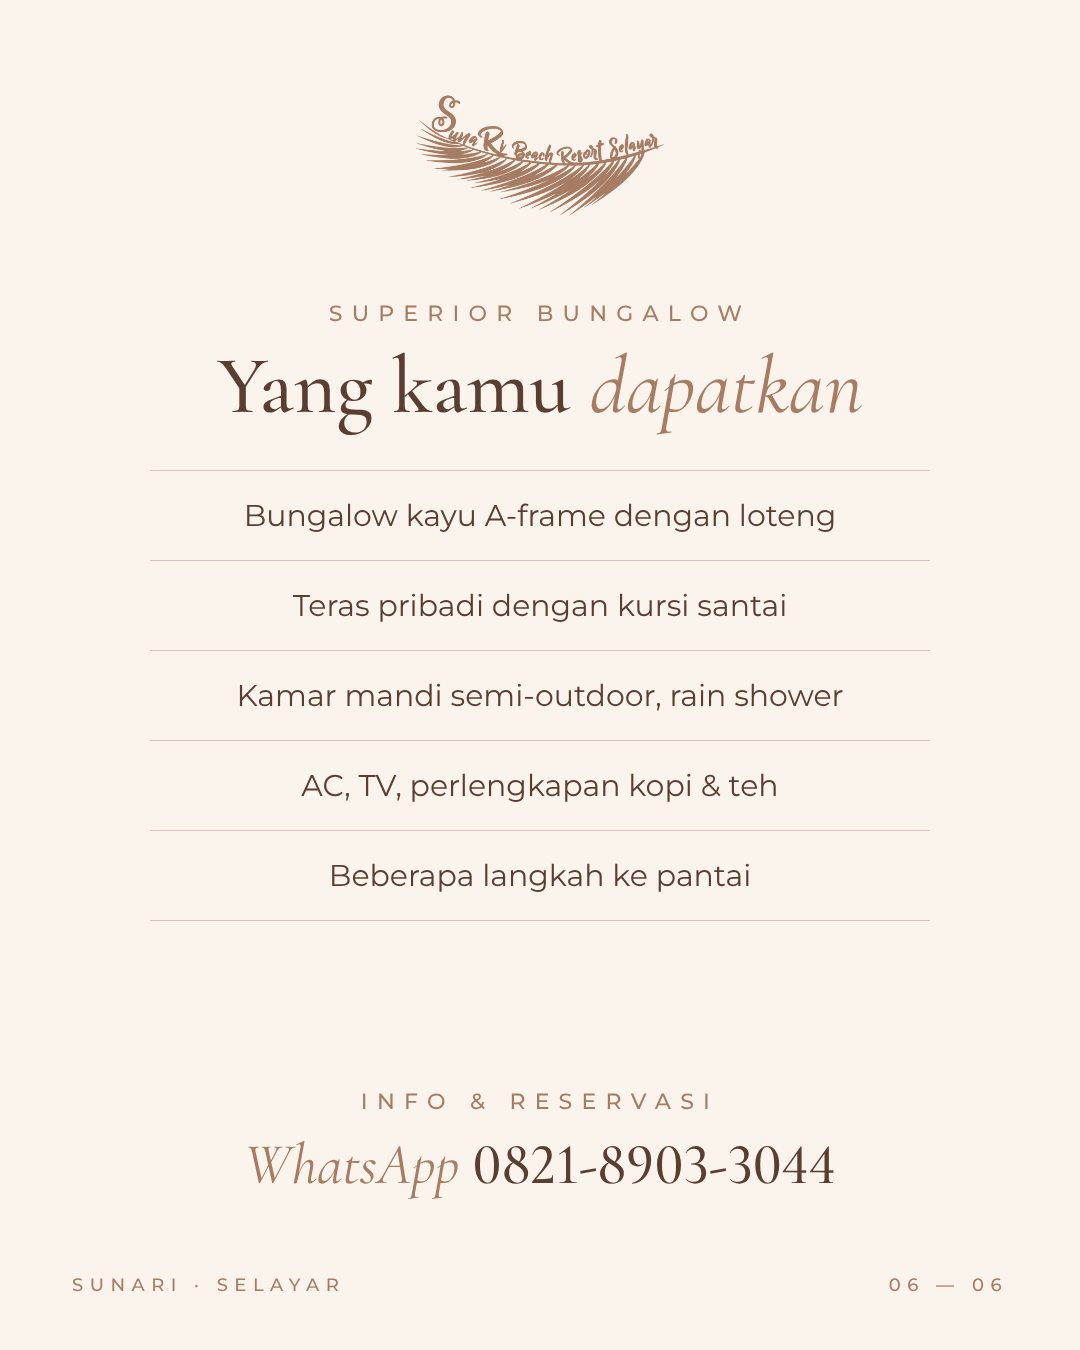 SunaRi Beach Resort Selayar
SUPERIOR BUNGALOW
Yang kamu dapatkan
Bungalow kayu A-frame dengan loteng
Teras pribadi dengan kursi santai
Kamar mandi semi-outdoor, rain shower
AC, TV, perlengkapan kopi & teh
Beberapa langkah ke pantai
INFO & RESERVASI
WhatsApp 0821-8903-3044
SUNARI · SELAYAR
06 — 06